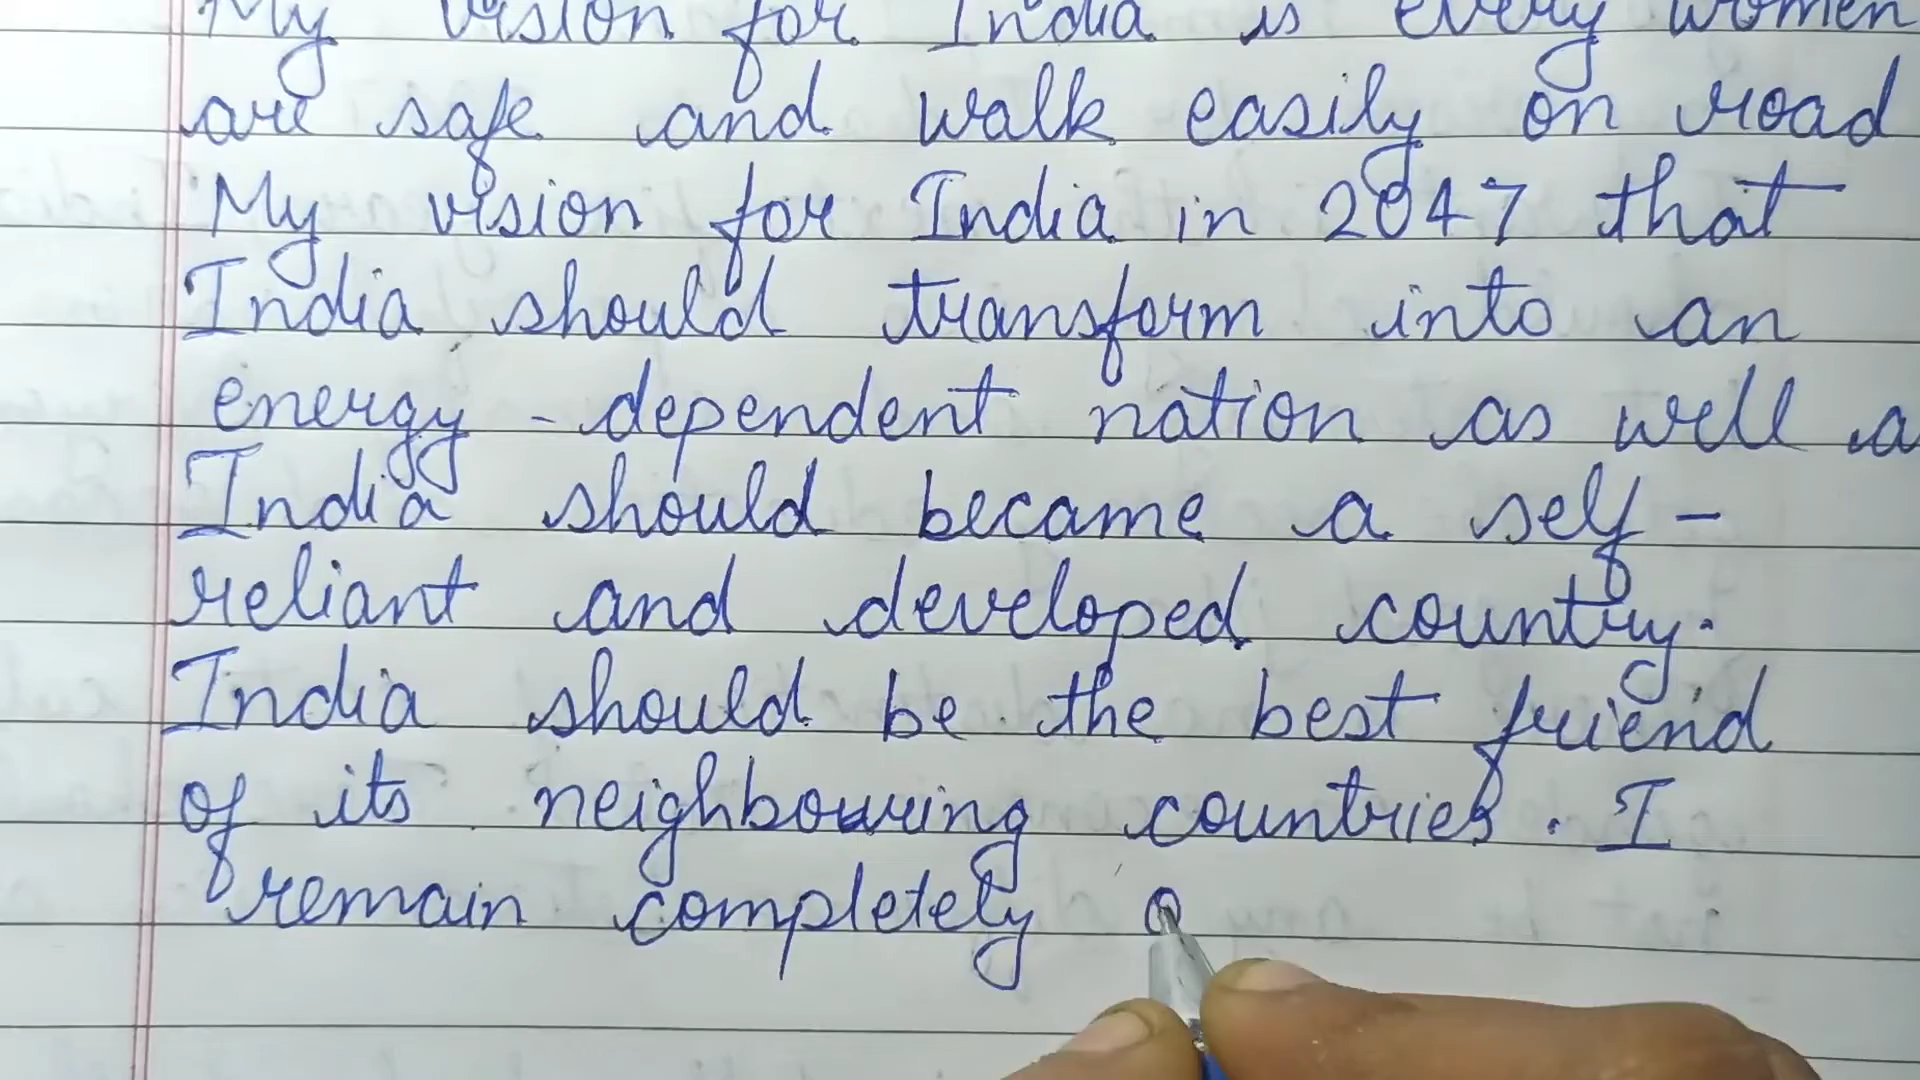 My vision for India is every women
are safe and walk easily on road
My vision for India in 2047 that
India should transform into an
energy - dependent nation as well a
India should became a self -
reliant and developed country.
India should be the best friend
of its neighbouring countries. I
remain completely o